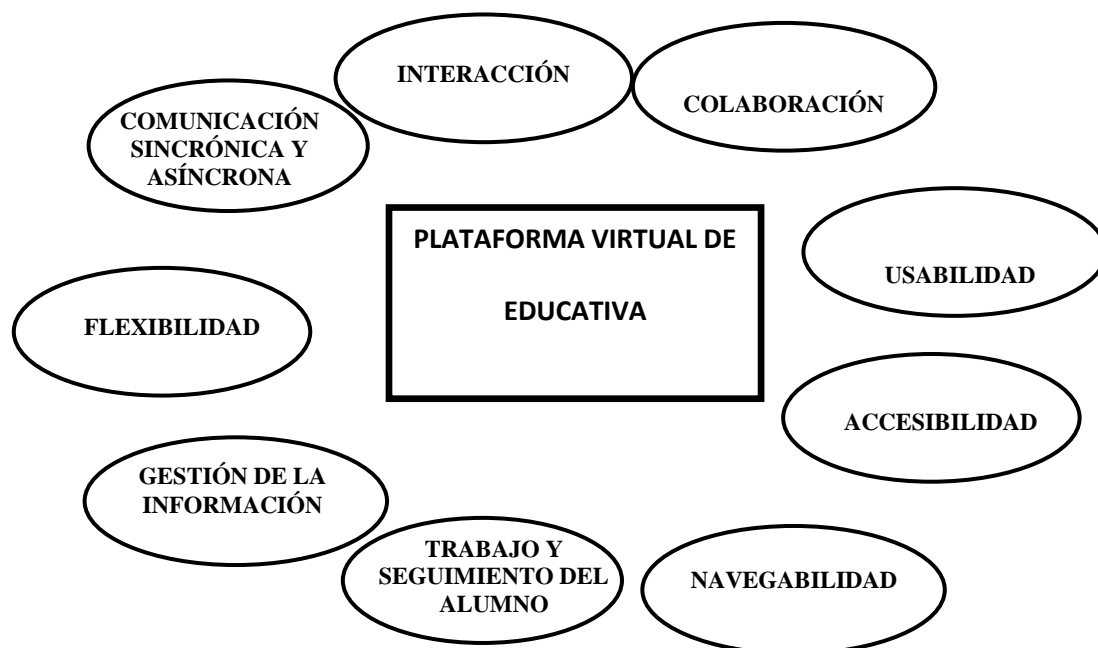 INTERACCIÓN
COLABORACIÓN
COMUNICACIÓN
SINCRÓNICA Y
ASÍNCRONA
PLATAFORMA VIRTUAL DE
EDUCATIVA
USABILIDAD
FLEXIBILIDAD
ACCESIBILIDAD
GESTIÓN DE LA
INFORMACIÓN
TRABAJO Y
SEGUIMIENTO DEL
ALUMNO
NAVEGABILIDAD